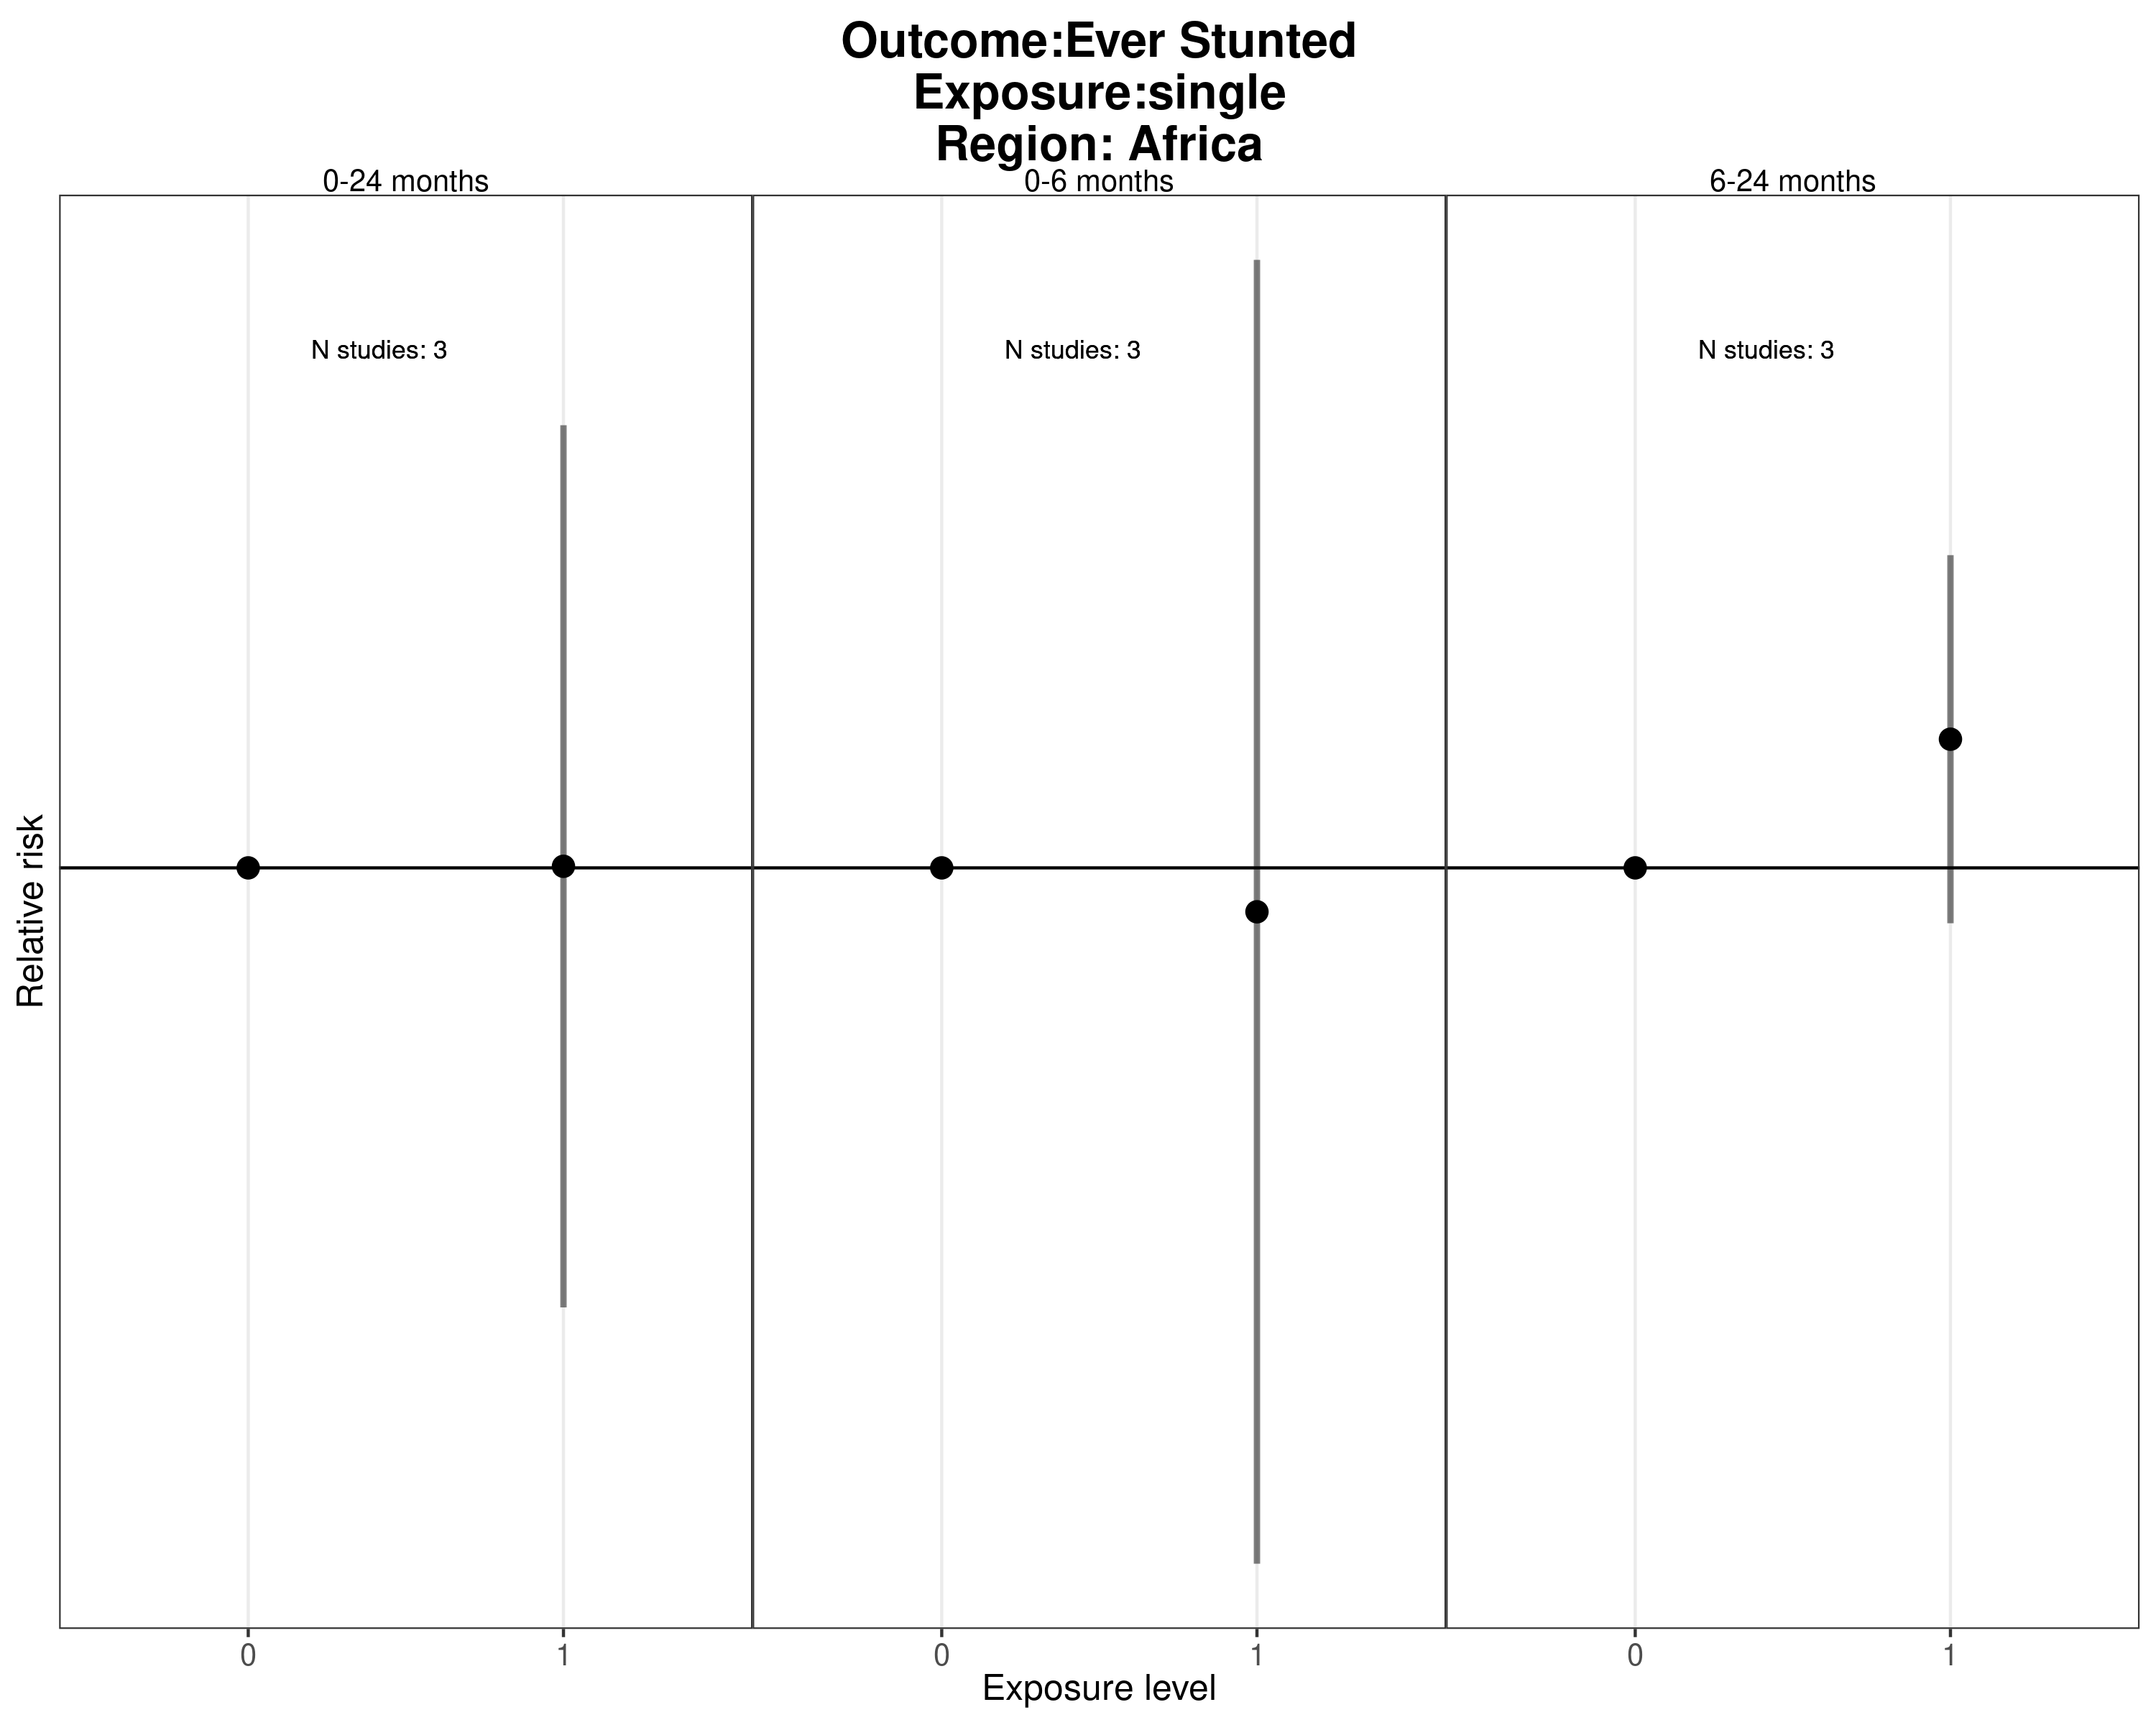 Outcome:Ever Stunted
Exposure:single
Region: Africa
0-24 months
0-6 months
6-24 months
N studies: 3
N studies: 3
N studies: 3
Relative risk
0
1
0
1
0
1
Exposure level